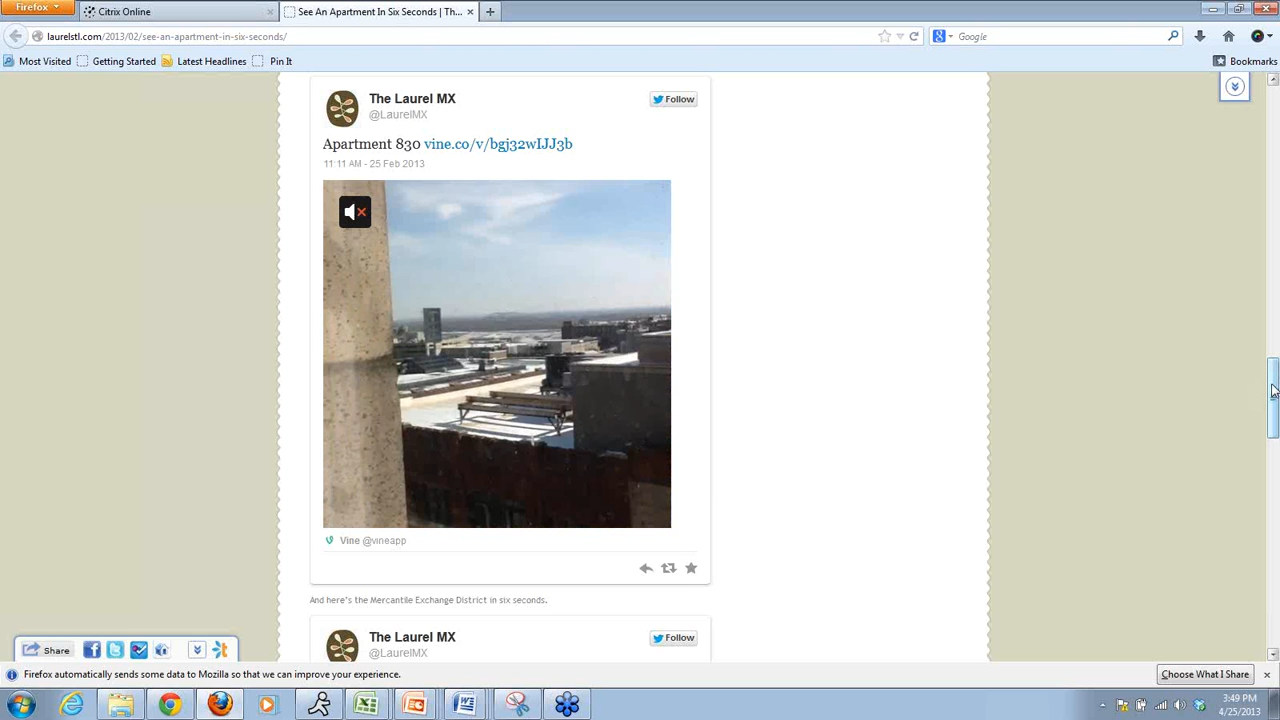 Firefox
Citrix Online
See An Apartment In Six Seconds | Th...
laurelstl.com/2013/02/see-an-apartment-in-six-seconds/
Google
Most Visited
Getting Started
Latest Headlines
Pin It
Bookmarks
The Laurel MX
@LaurelMX
Follow
Apartment 830 vine.co/v/bgj32wIJJ3b
11:11 AM - 25 Feb 2013
Vine @vineapp
And here's the Mercantile Exchange District in six seconds.
The Laurel MX
@LaurelMX
Follow
Share
Firefox automatically sends some data to Mozilla so that we can improve your experience.
Choose What I Share
3:49 PM
4/25/2013